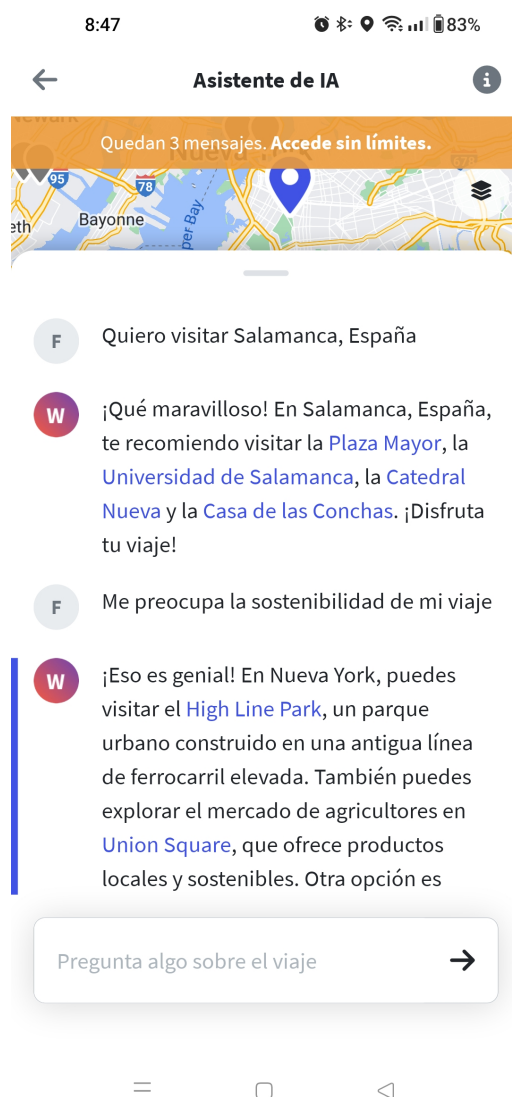 8:47
83%
Asistente de IA
Newark
Quedan 3 mensajes. Accede sin límites.
95
78
Bayonne
eth
per Bay
F
Quiero visitar Salamanca, España
W
¡Qué maravilloso! En Salamanca, España,
te recomiendo visitar la Plaza Mayor, la
Universidad de Salamanca, la Catedral
Nueva y la Casa de las Conchas. ¡Disfruta
tu viaje!
F
Me preocupa la sostenibilidad de mi viaje
W
¡Eso es genial! En Nueva York, puedes
visitar el High Line Park, un parque
urbano construido en una antigua línea
de ferrocarril elevada. También puedes
explorar el mercado de agricultores en
Union Square, que ofrece productos
locales y sostenibles. Otra opción es
Pregunta algo sobre el viaje